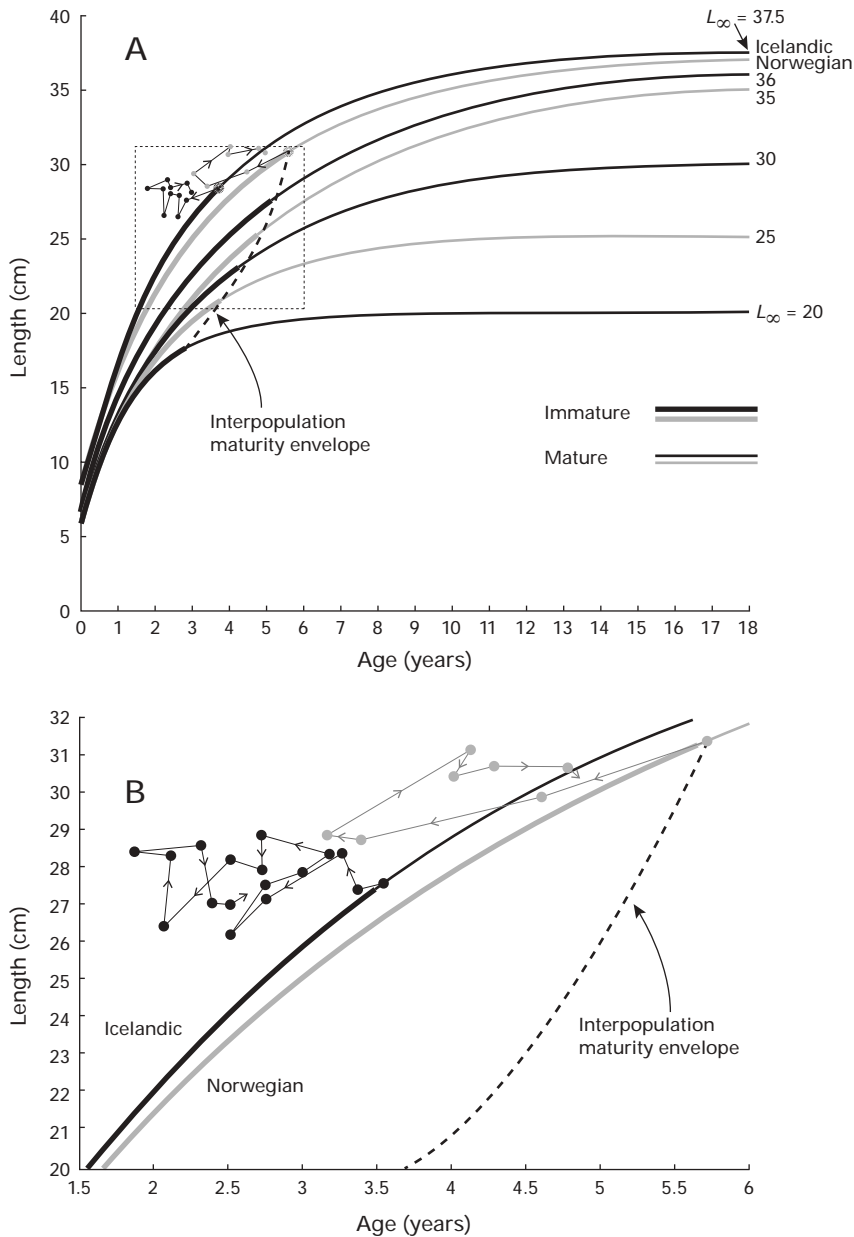 A
L∞ = 37.5
Icelandic
Norwegian
36
35
30
25
L∞ = 20
40
35
30
25
20
15
10
5
0
Length (cm)
Interpopulation
maturity envelope
Immature
Mature
0 1 2 3 4 5 6 7 8 9 10 11 12 13 14 15 16 17 18
Age (years)
B
32
31
30
29
28
27
26
25
24
23
22
21
20
Length (cm)
Icelandic
Norwegian
Interpopulation
maturity envelope
1.5 2 2.5 3 3.5 4 4.5 5 5.5 6
Age (years)